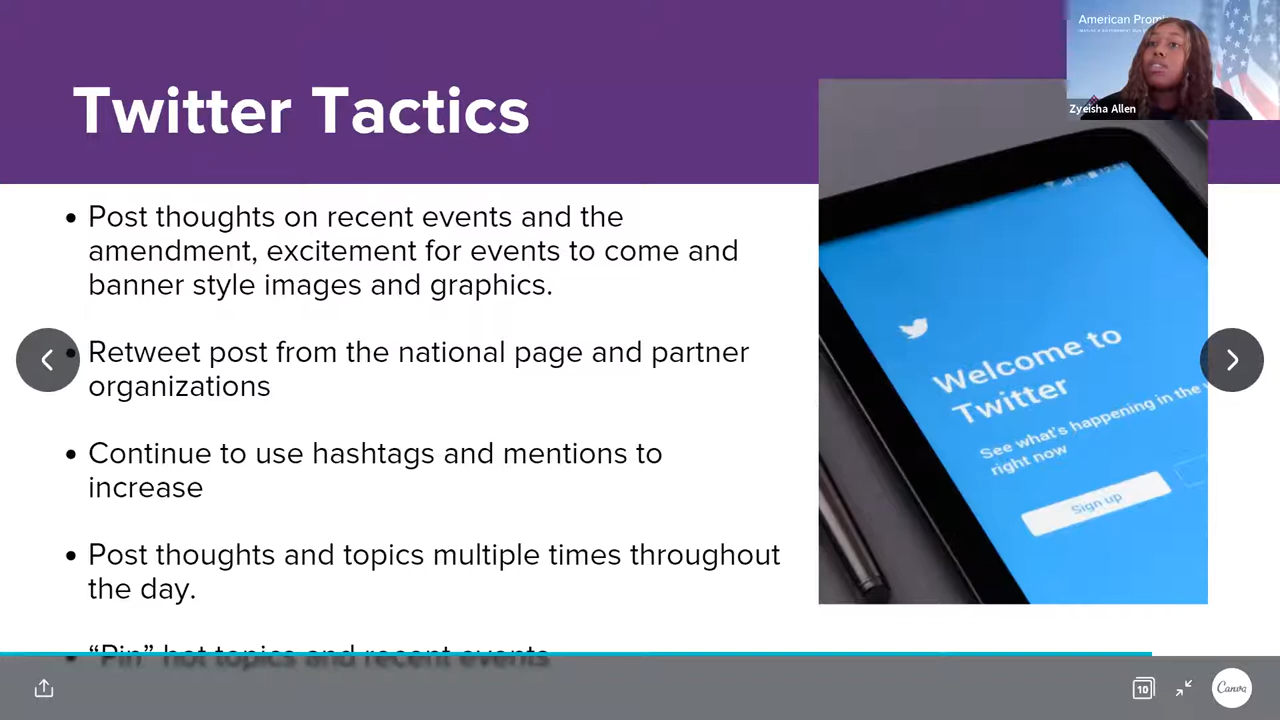 American
Zyeisha Allen
Twitter Tactics
Post thoughts on recent events and the
amendment, excitement for events to come and
banner style images and graphics.
Retweet post from the national page and partner
organizations
Continue to use hashtags and mentions to
increase
Post thoughts and topics multiple times throughout
the day.
“Pin” hot topics and recent events
Welcome to
Twitter
See what's happening in the
right now
Sign up
10
Canva